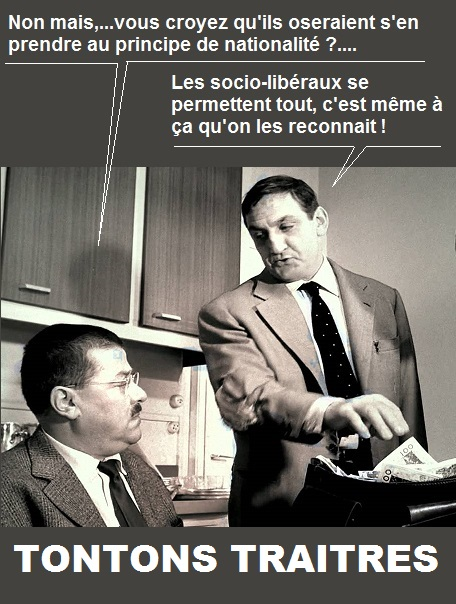 Non mais,...vous croyez qu'ils oseraient s'en
prendre au principe de nationalité ?....
Les socio-libéraux se
permettent tout, c'est même à
ça qu'on les reconnait !
100
TONTONS TRAITRES